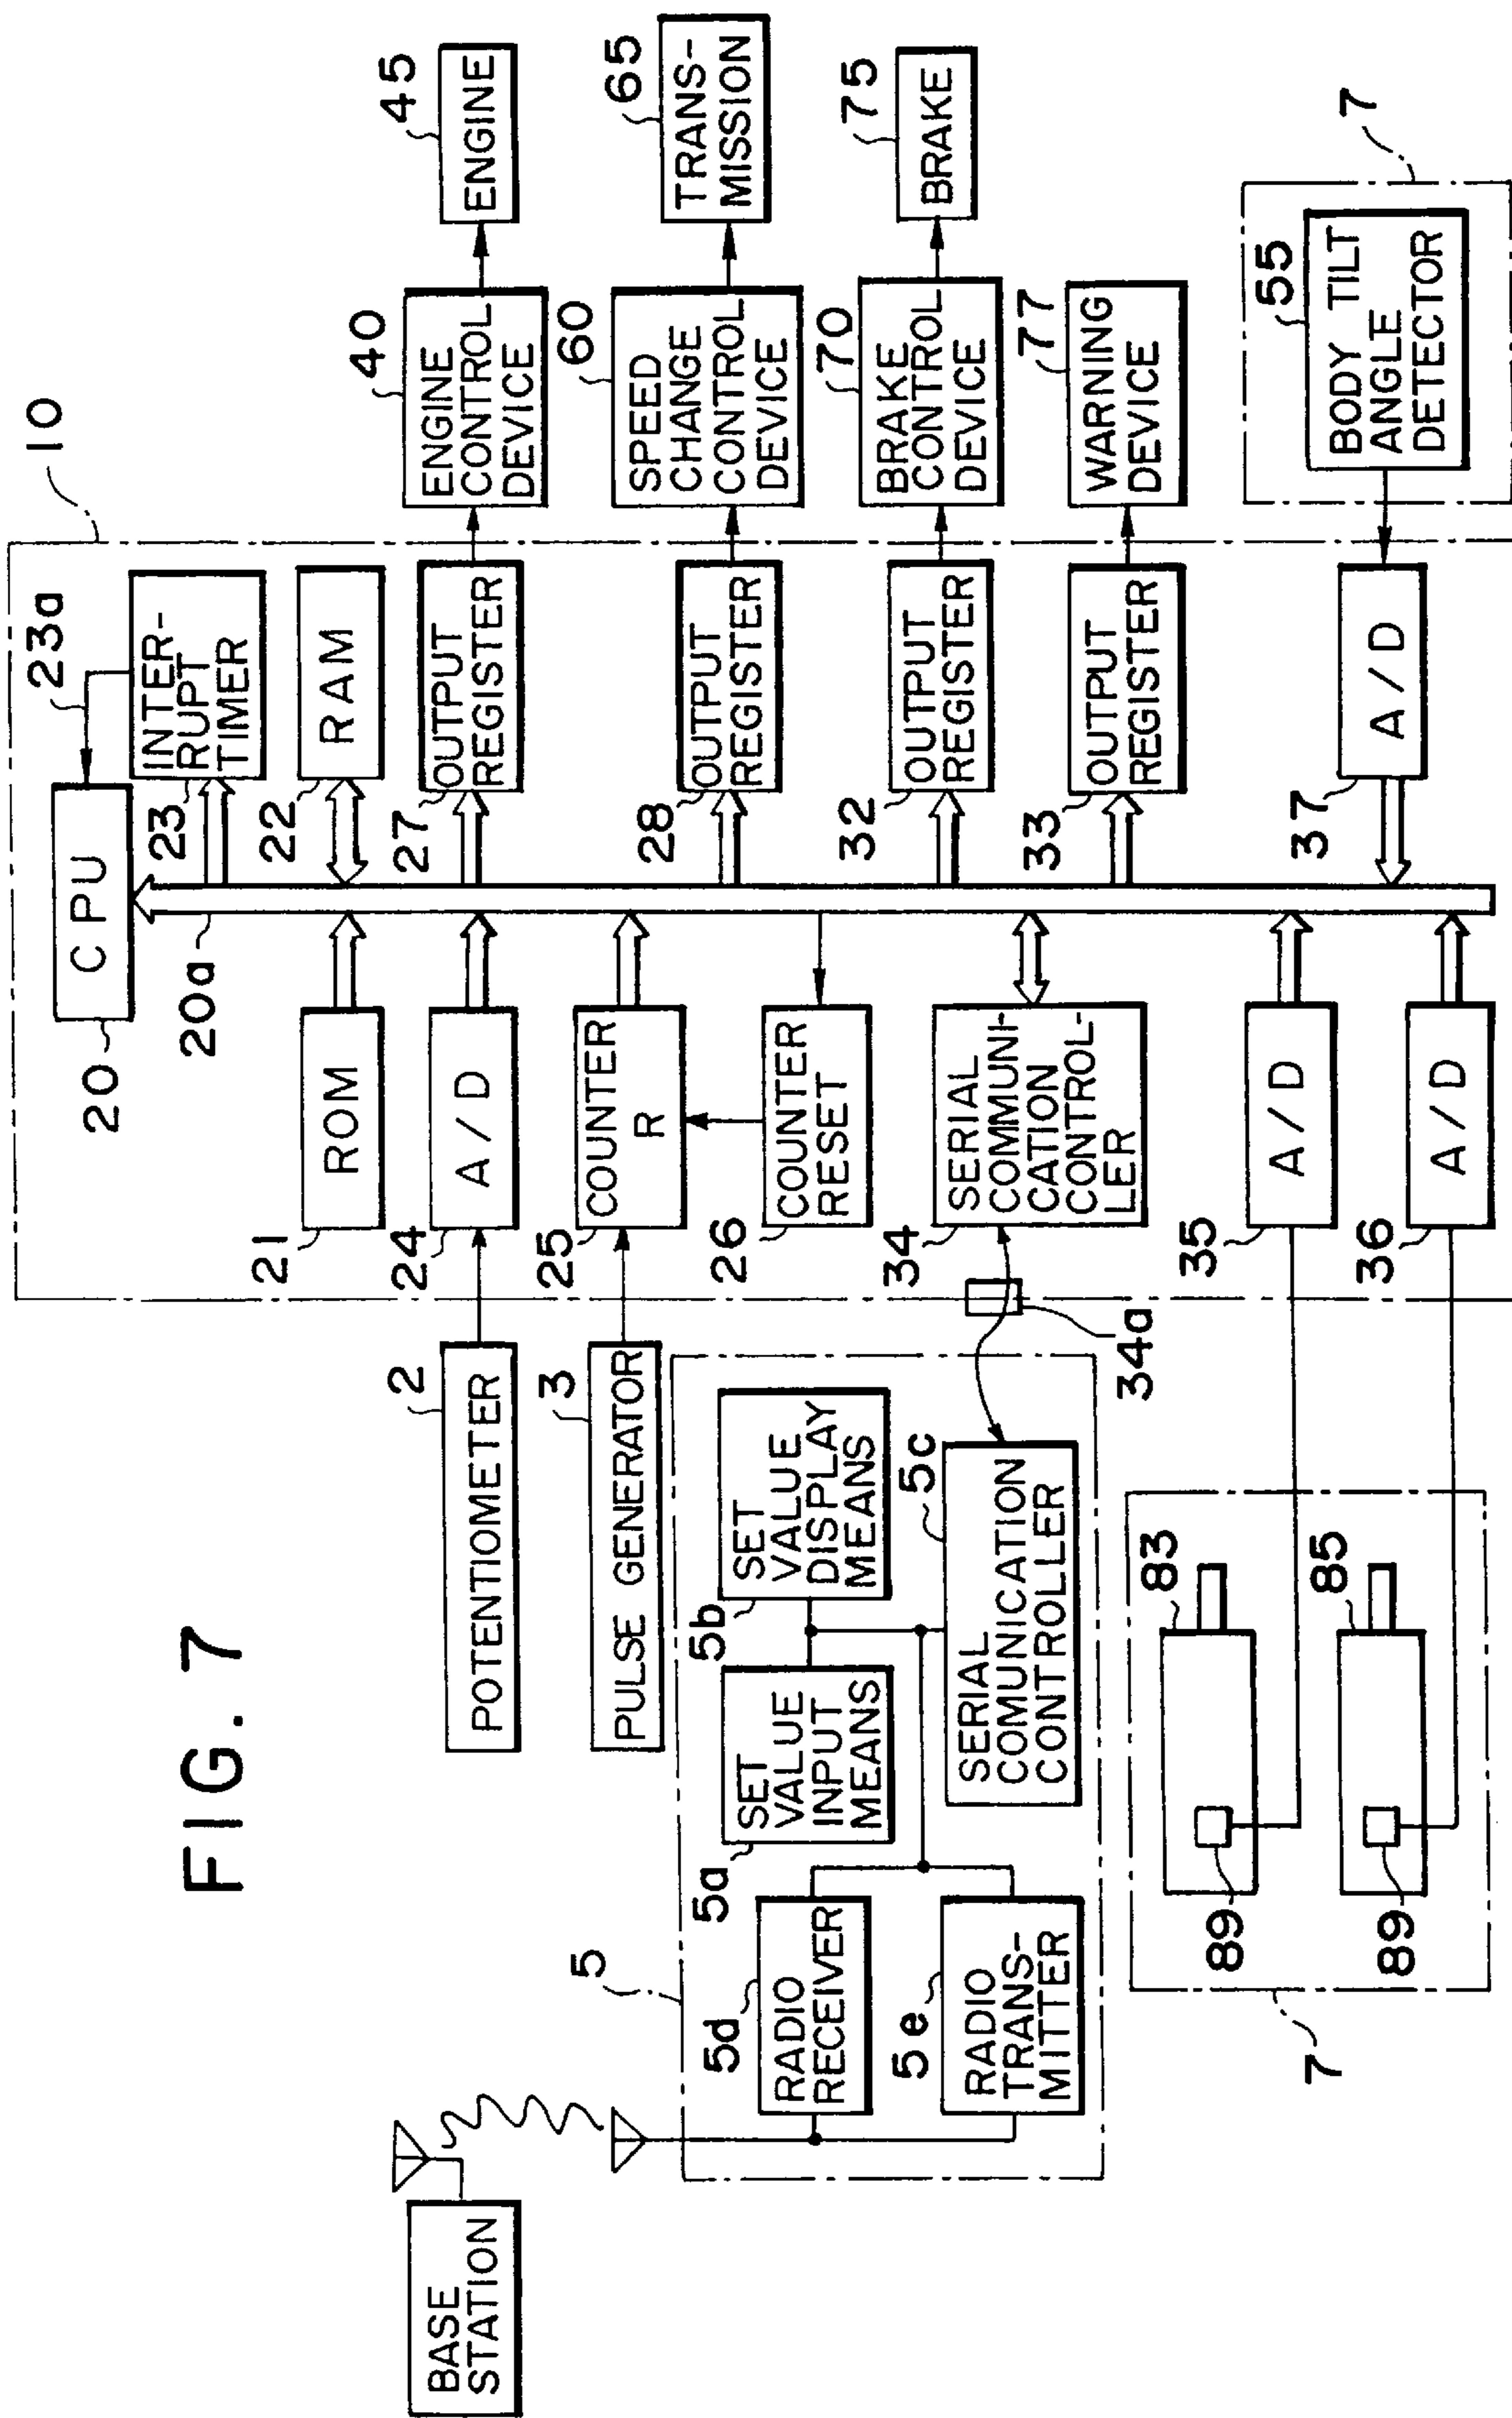 FIG. 7
BASE
STATION
5
5d
RADIO
RECEIVER
5e
RADIO
TRANS-
MITTER
5a
SET
VALUE
INPUT
MEANS
5b
SET
VALUE
DISPLAY
MEANS
5c
SERIAL
COMUNICATION
CONTROLLER
34a
POTENTIOMETER
2
PULSE GENERATOR
3
7
83
89
85
89
10
20
CPU
20a
21
ROM
24
A/D
25
COUNTER
R
26
COUNTER
RESET
34
SERIAL
COMMUNI-
CATION
CONTROL-
LER
35
A/D
36
A/D
23
INTER-
RUPT
TIMER
23a
22
RAM
27
OUTPUT
REGISTER
28
OUTPUT
REGISTER
32
OUTPUT
REGISTER
33
OUTPUT
REGISTER
37
A/D
40
ENGINE
CONTROL
DEVICE
45
ENGINE
60
SPEED
CHANGE
CONTROL
DEVICE
65
TRANS-
MISSION
70
BRAKE
CONTROL
DEVICE
75
BRAKE
77
WARNING
DEVICE
7
55
BODY TILT
ANGLE
DETECTOR